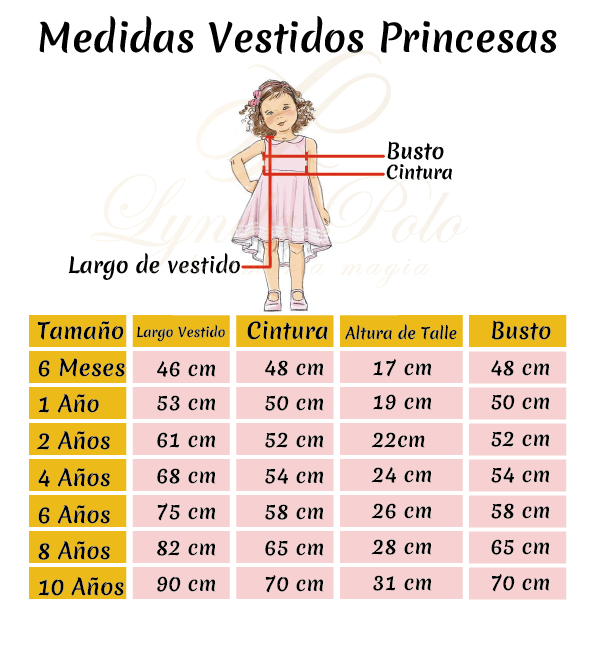 Medidas Vestidos Princesas
Busto
Cintura
Polo
Largo de vestido
magia
Tamaño Largo Vestido Cintura Altura de Talle Busto
6 Meses 46 cm 48 cm 17 cm 48 cm
1 Año 53 cm 50 cm 19 cm 50 cm
2 Años 61 cm 52 cm 22cm 52 cm
4 Años 68 cm 54 cm 24 cm 54 cm
6 Años 75 cm 58 cm 26 cm 58 cm
8 Años 82 cm 65 cm 28 cm 65 cm
10 Años 90 cm 70 cm 31 cm 70 cm